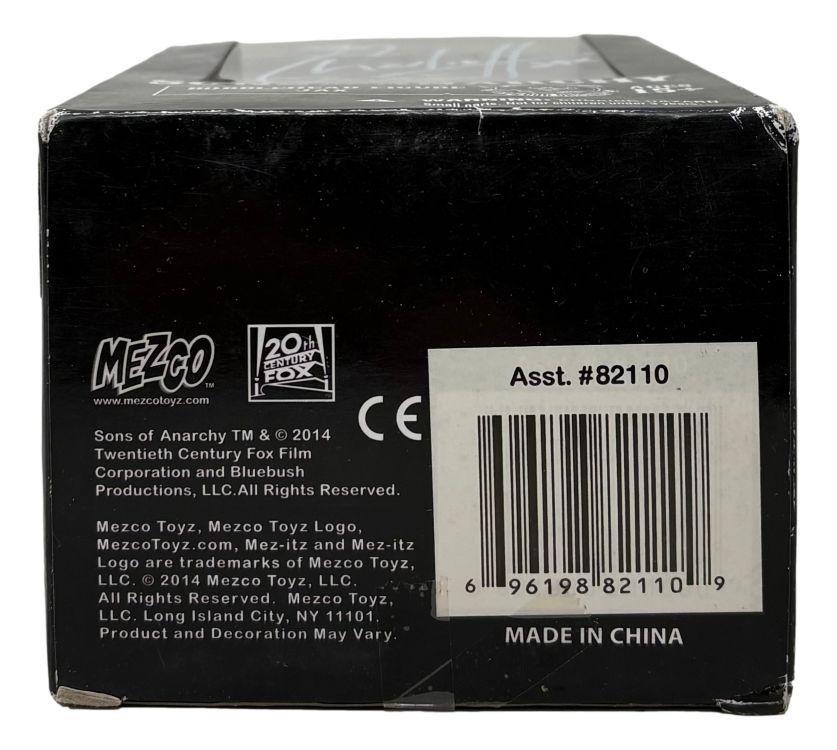 BOBBLEHEAD FIGURE
MEZCO™
www.mezcotoyz.com
20th
CENTURY
FOX
CE
Sons of Anarchy TM & © 2014
Twentieth Century Fox Film
Corporation and Bluebush
Productions, LLC.All Rights Reserved.
Mezco Toyz, Mezco Toyz Logo,
MezcoToyz.com, Mez-itz and Mez-itz
Logo are trademarks of Mezco Toyz,
LLC. © 2014 Mezco Toyz, LLC.
All Rights Reserved. Mezco Toyz,
LLC. Long Island City, NY 11101.
Product and Decoration May Vary.
Asst. #82110
6 96198 82110 9
MADE IN CHINA